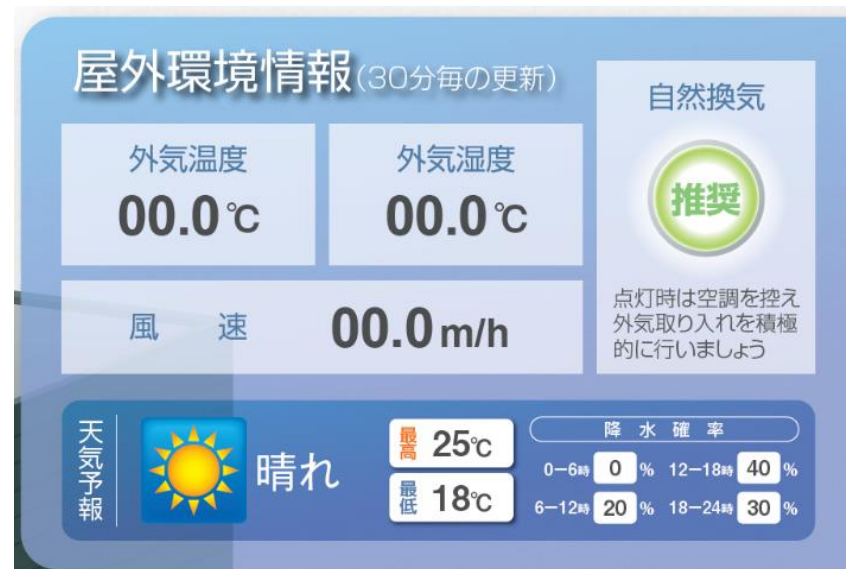 屋外環境情報(30分毎の更新)
外気温度
00.0℃
外気湿度
00.0℃
風 速 00.0m/h
自然換気
推奨
点灯時は空調を控え
外気取り入れを積極
的に行いましょう
天気予報
晴れ
最高 25℃
最低 18℃
降水確率
0−6時 0 % 12−18時 40 %
6−12時 20 % 18−24時 30 %